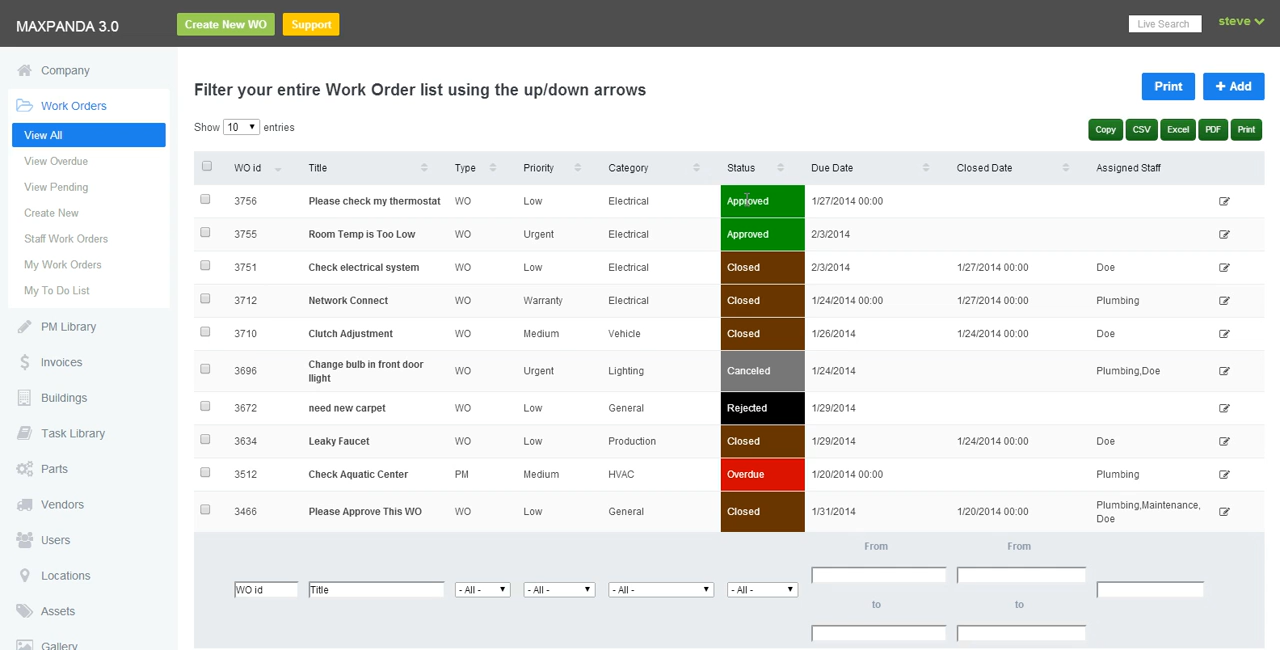 MAXPANDA 3.0
Create New WO
Support
Live Search
steve
Company
Work Orders
View All
View Overdue
View Pending
Create New
Staff Work Orders
My Work Orders
My To Do List
PM Library
Invoices
Buildings
Task Library
Parts
Vendors
Users
Locations
Assets
Gallery
Filter your entire Work Order list using the up/down arrows
Print
+ Add
Show 10 entries
Copy CSV Excel PDF Print
WO id Title Type Priority Category Status Due Date Closed Date Assigned Staff
3756 Please check my thermostat WO Low Electrical Approved 1/27/2014 00:00
3755 Room Temp is Too Low WO Urgent Electrical Approved 2/3/2014
3751 Check electrical system WO Low Electrical Closed 2/3/2014 1/27/2014 00:00 Doe
3712 Network Connect WO Warranty Electrical Closed 1/24/2014 00:00 1/27/2014 00:00 Plumbing
3710 Clutch Adjustment WO Medium Vehicle Closed 1/26/2014 1/24/2014 00:00 Doe
3696 Change bulb in front door WO Urgent Lighting Canceled 1/24/2014 Plumbing,Doe
llight
3672 need new carpet WO Low General Rejected 1/29/2014
3634 Leaky Faucet WO Low Production Closed 1/29/2014 1/24/2014 00:00 Doe
3512 Check Aquatic Center PM Medium HVAC Overdue 1/20/2014 00:00 Plumbing
3466 Please Approve This WO WO Low General Closed 1/31/2014 1/20/2014 00:00 Plumbing,Maintenance,
Doe
From From
WO id Title - All - - All - - All - - All -
to to